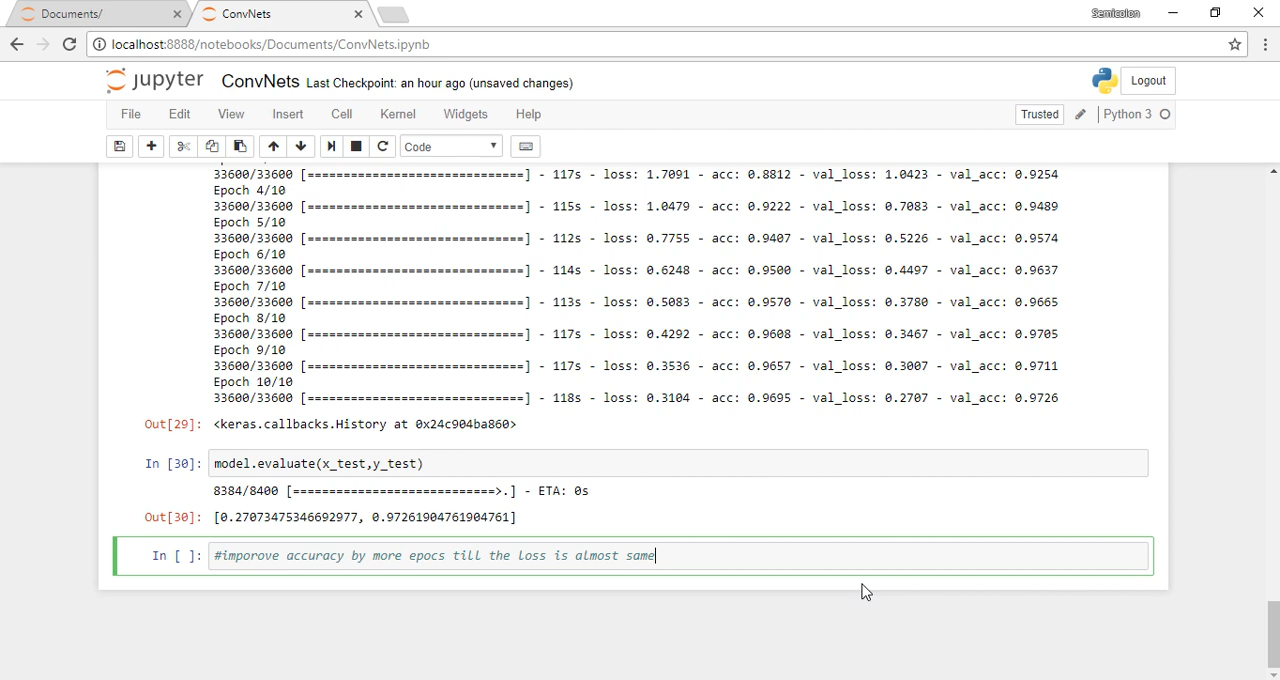 Documents/
ConvNets
Semicolon
localhost:8888/notebooks/Documents/ConvNets.ipynb
jupyter ConvNets Last Checkpoint: an hour ago (unsaved changes)
Logout
File Edit View Insert Cell Kernel Widgets Help
Trusted Python 3
Code
33600/33600 [==============================] - 117s - loss: 1.7091 - acc: 0.8812 - val_loss: 1.0423 - val_acc: 0.9254
Epoch 4/10
33600/33600 [==============================] - 115s - loss: 1.0479 - acc: 0.9222 - val_loss: 0.7083 - val_acc: 0.9489
Epoch 5/10
33600/33600 [==============================] - 112s - loss: 0.7755 - acc: 0.9407 - val_loss: 0.5226 - val_acc: 0.9574
Epoch 6/10
33600/33600 [==============================] - 114s - loss: 0.6248 - acc: 0.9500 - val_loss: 0.4497 - val_acc: 0.9637
Epoch 7/10
33600/33600 [==============================] - 113s - loss: 0.5083 - acc: 0.9570 - val_loss: 0.3780 - val_acc: 0.9665
Epoch 8/10
33600/33600 [==============================] - 117s - loss: 0.4292 - acc: 0.9608 - val_loss: 0.3467 - val_acc: 0.9705
Epoch 9/10
33600/33600 [==============================] - 117s - loss: 0.3536 - acc: 0.9657 - val_loss: 0.3007 - val_acc: 0.9711
Epoch 10/10
33600/33600 [==============================] - 118s - loss: 0.3104 - acc: 0.9695 - val_loss: 0.2707 - val_acc: 0.9726
Out[29]: <keras.callbacks.History at 0x24c904ba860>
In [30]: model.evaluate(x_test,y_test)
8384/8400 [============================>.] - ETA: 0s
Out[30]: [0.27073475346692977, 0.97261904761904761]
In [ ]: #imporove accuracy by more epocs till the loss is almost same